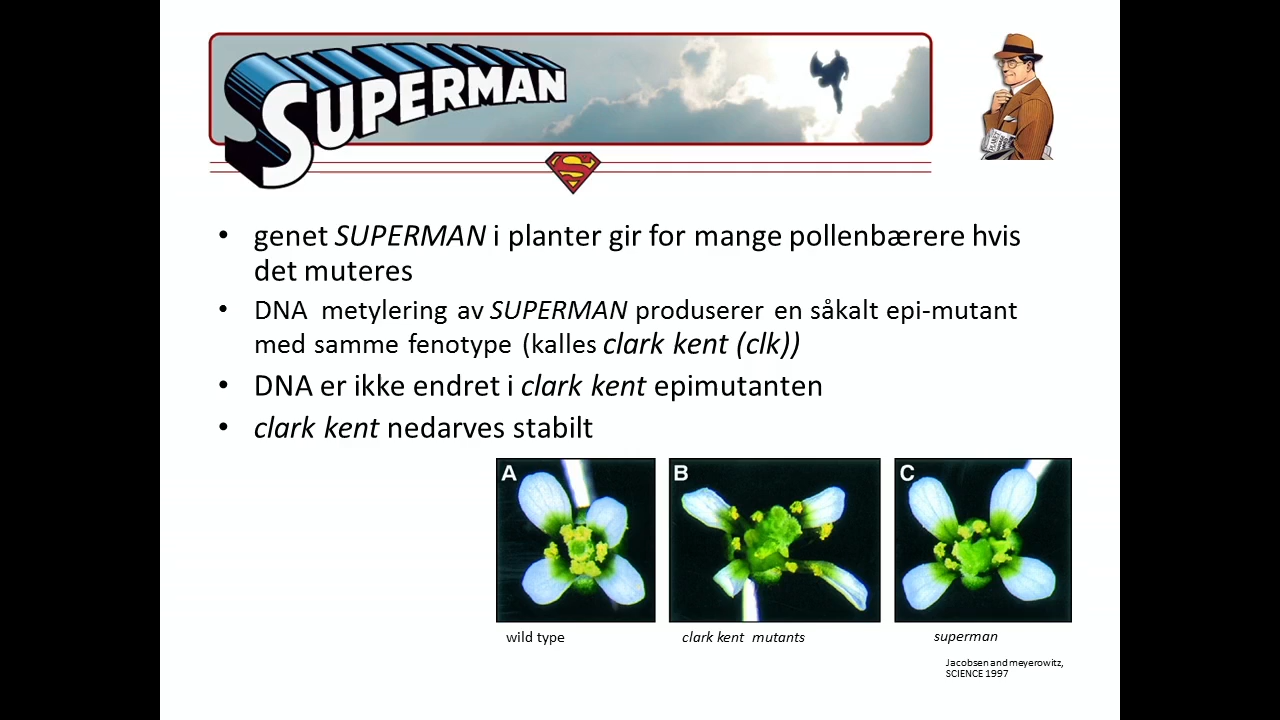 SUPERMAN
• genet SUPERMAN i planter gir for mange pollenbærere hvis
det muteres
• DNA metylering av SUPERMAN produserer en såkalt epi-mutant
med samme fenotype (kalles clark kent (clk))
• DNA er ikke endret i clark kent epimutanten
• clark kent nedarves stabilt
A B C
wild type clark kent mutants superman
Jacobsen and meyerowitz,
SCIENCE 1997